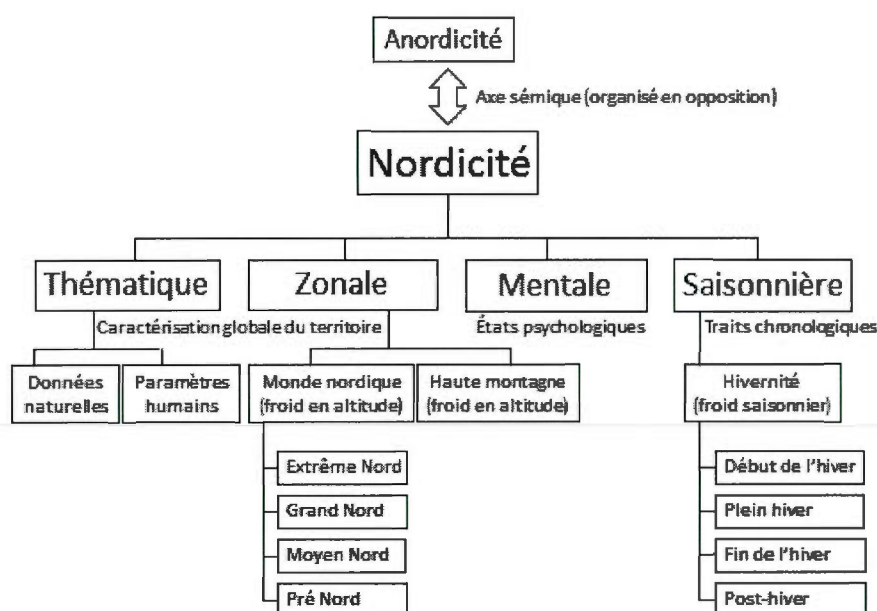 Anordicité
Axe sémique (organisé en opposition)
Nordicité
Thématique
Zonale
Mentale
Saisonnière
Caractérisation globale du territoire
États psychologiques
Traits chronologiques
Données
naturelles
Paramètres
humains
Monde nordique
(froid en altitude)
Haute montagne
(froid en altitude)
Hivernité
(froid saisonnier)
Extrême Nord
Grand Nord
Moyen Nord
Pré Nord
Début de l'hiver
Plein hiver
Fin de l'hiver
Post-hiver